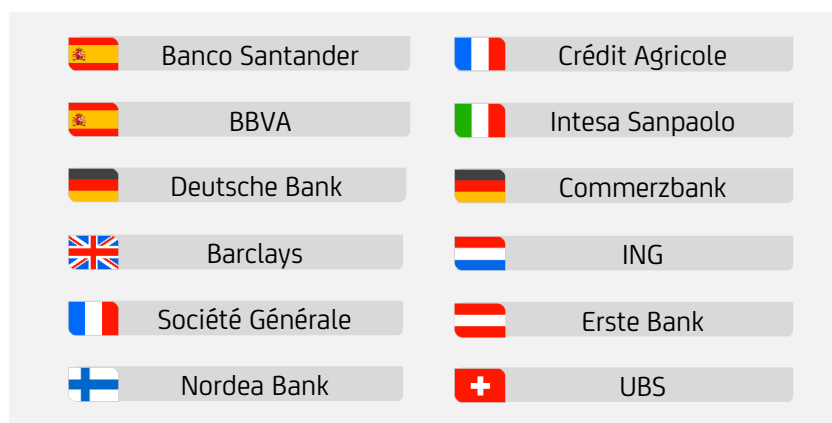 Banco Santander
Crédit Agricole
BBVA
Intesa Sanpaolo
Deutsche Bank
Commerzbank
Barclays
ING
Société Générale
Erste Bank
Nordea Bank
UBS